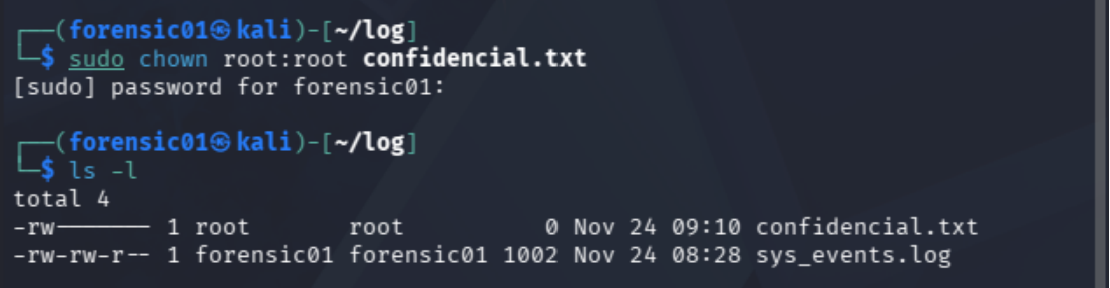 ┌──(forensic01㉿kali)-[~/log]
└─$ sudo chown root:root confidencial.txt
[sudo] password for forensic01:
┌──(forensic01㉿kali)-[~/log]
└─$ ls -l
total 4
-rw------- 1 root       root          0 Nov 24 09:10 confidencial.txt
-rw-rw-r-- 1 forensic01 forensic01 1002 Nov 24 08:28 sys_events.log